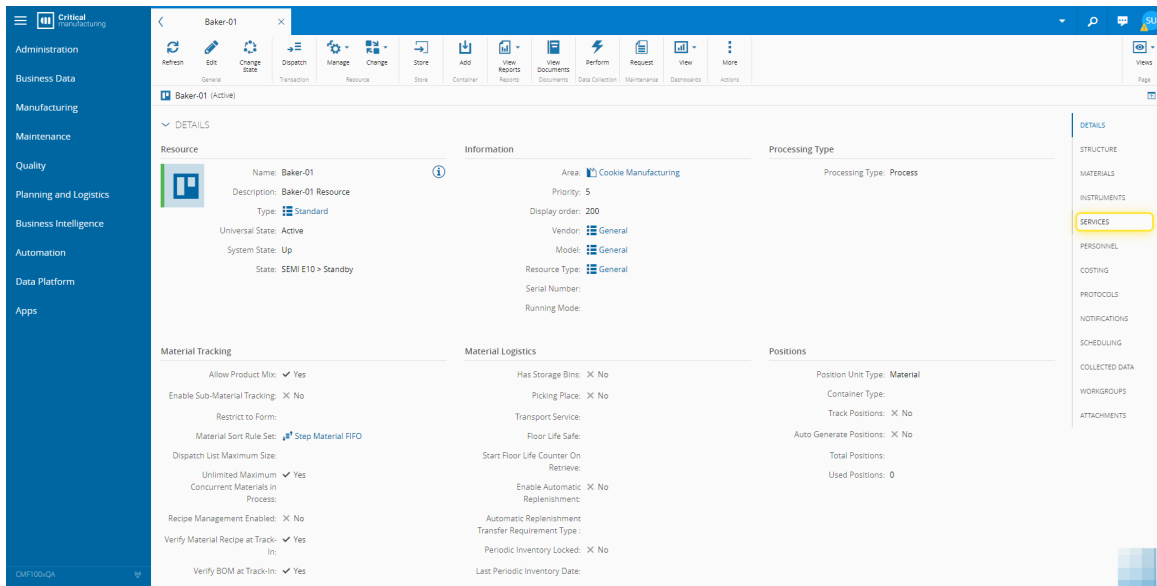 Critical
manufacturing
Baker-01
SU
Administration
Business Data
Manufacturing
Maintenance
Quality
Planning and Logistics
Business Intelligence
Automation
Data Platform
Apps
CMF100xQA
Refresh
Edit
Change
State
General
Dispatch
Transaction
Manage
Change
Resource
Store
Store
Add
Container
View
Reports
Reports
View
Documents
Documents
Perform
Data Collection
Request
Maintenance
View
Dashboards
More
Actions
Views
Page
Baker-01 (Active)
DETAILS
Resource
Name: Baker-01
Description: Baker-01 Resource
Type: Standard
Universal State: Active
System State: Up
State: SEMI E10 > Standby
Information
Area: Cookie Manufacturing
Priority: 5
Display order: 200
Vendor: General
Model: General
Resource Type: General
Serial Number:
Running Mode:
Processing Type
Processing Type: Process
Material Tracking
Allow Product Mix: Yes
Enable Sub-Material Tracking: No
Restrict to Form:
Material Sort Rule Set: Step Material FIFO
Dispatch List Maximum Size:
Unlimited Maximum Yes
Concurrent Materials in
Process:
Recipe Management Enabled: No
Verify Material Recipe at Track- Yes
In:
Verify BOM at Track-In: Yes
Material Logistics
Has Storage Bins: No
Picking Place: No
Transport Service:
Floor Life Safe:
Start Floor Life Counter On
Retrieve:
Enable Automatic No
Replenishment:
Automatic Replenishment
Transfer Requirement Type :
Periodic Inventory Locked: No
Last Periodic Inventory Date:
Positions
Position Unit Type: Material
Container Type:
Track Positions: No
Auto Generate Positions: No
Total Positions:
Used Positions: 0
DETAILS
STRUCTURE
MATERIALS
INSTRUMENTS
SERVICES
PERSONNEL
COSTING
PROTOCOLS
NOTIFICATIONS
SCHEDULING
COLLECTED DATA
WORKGROUPS
ATTACHMENTS